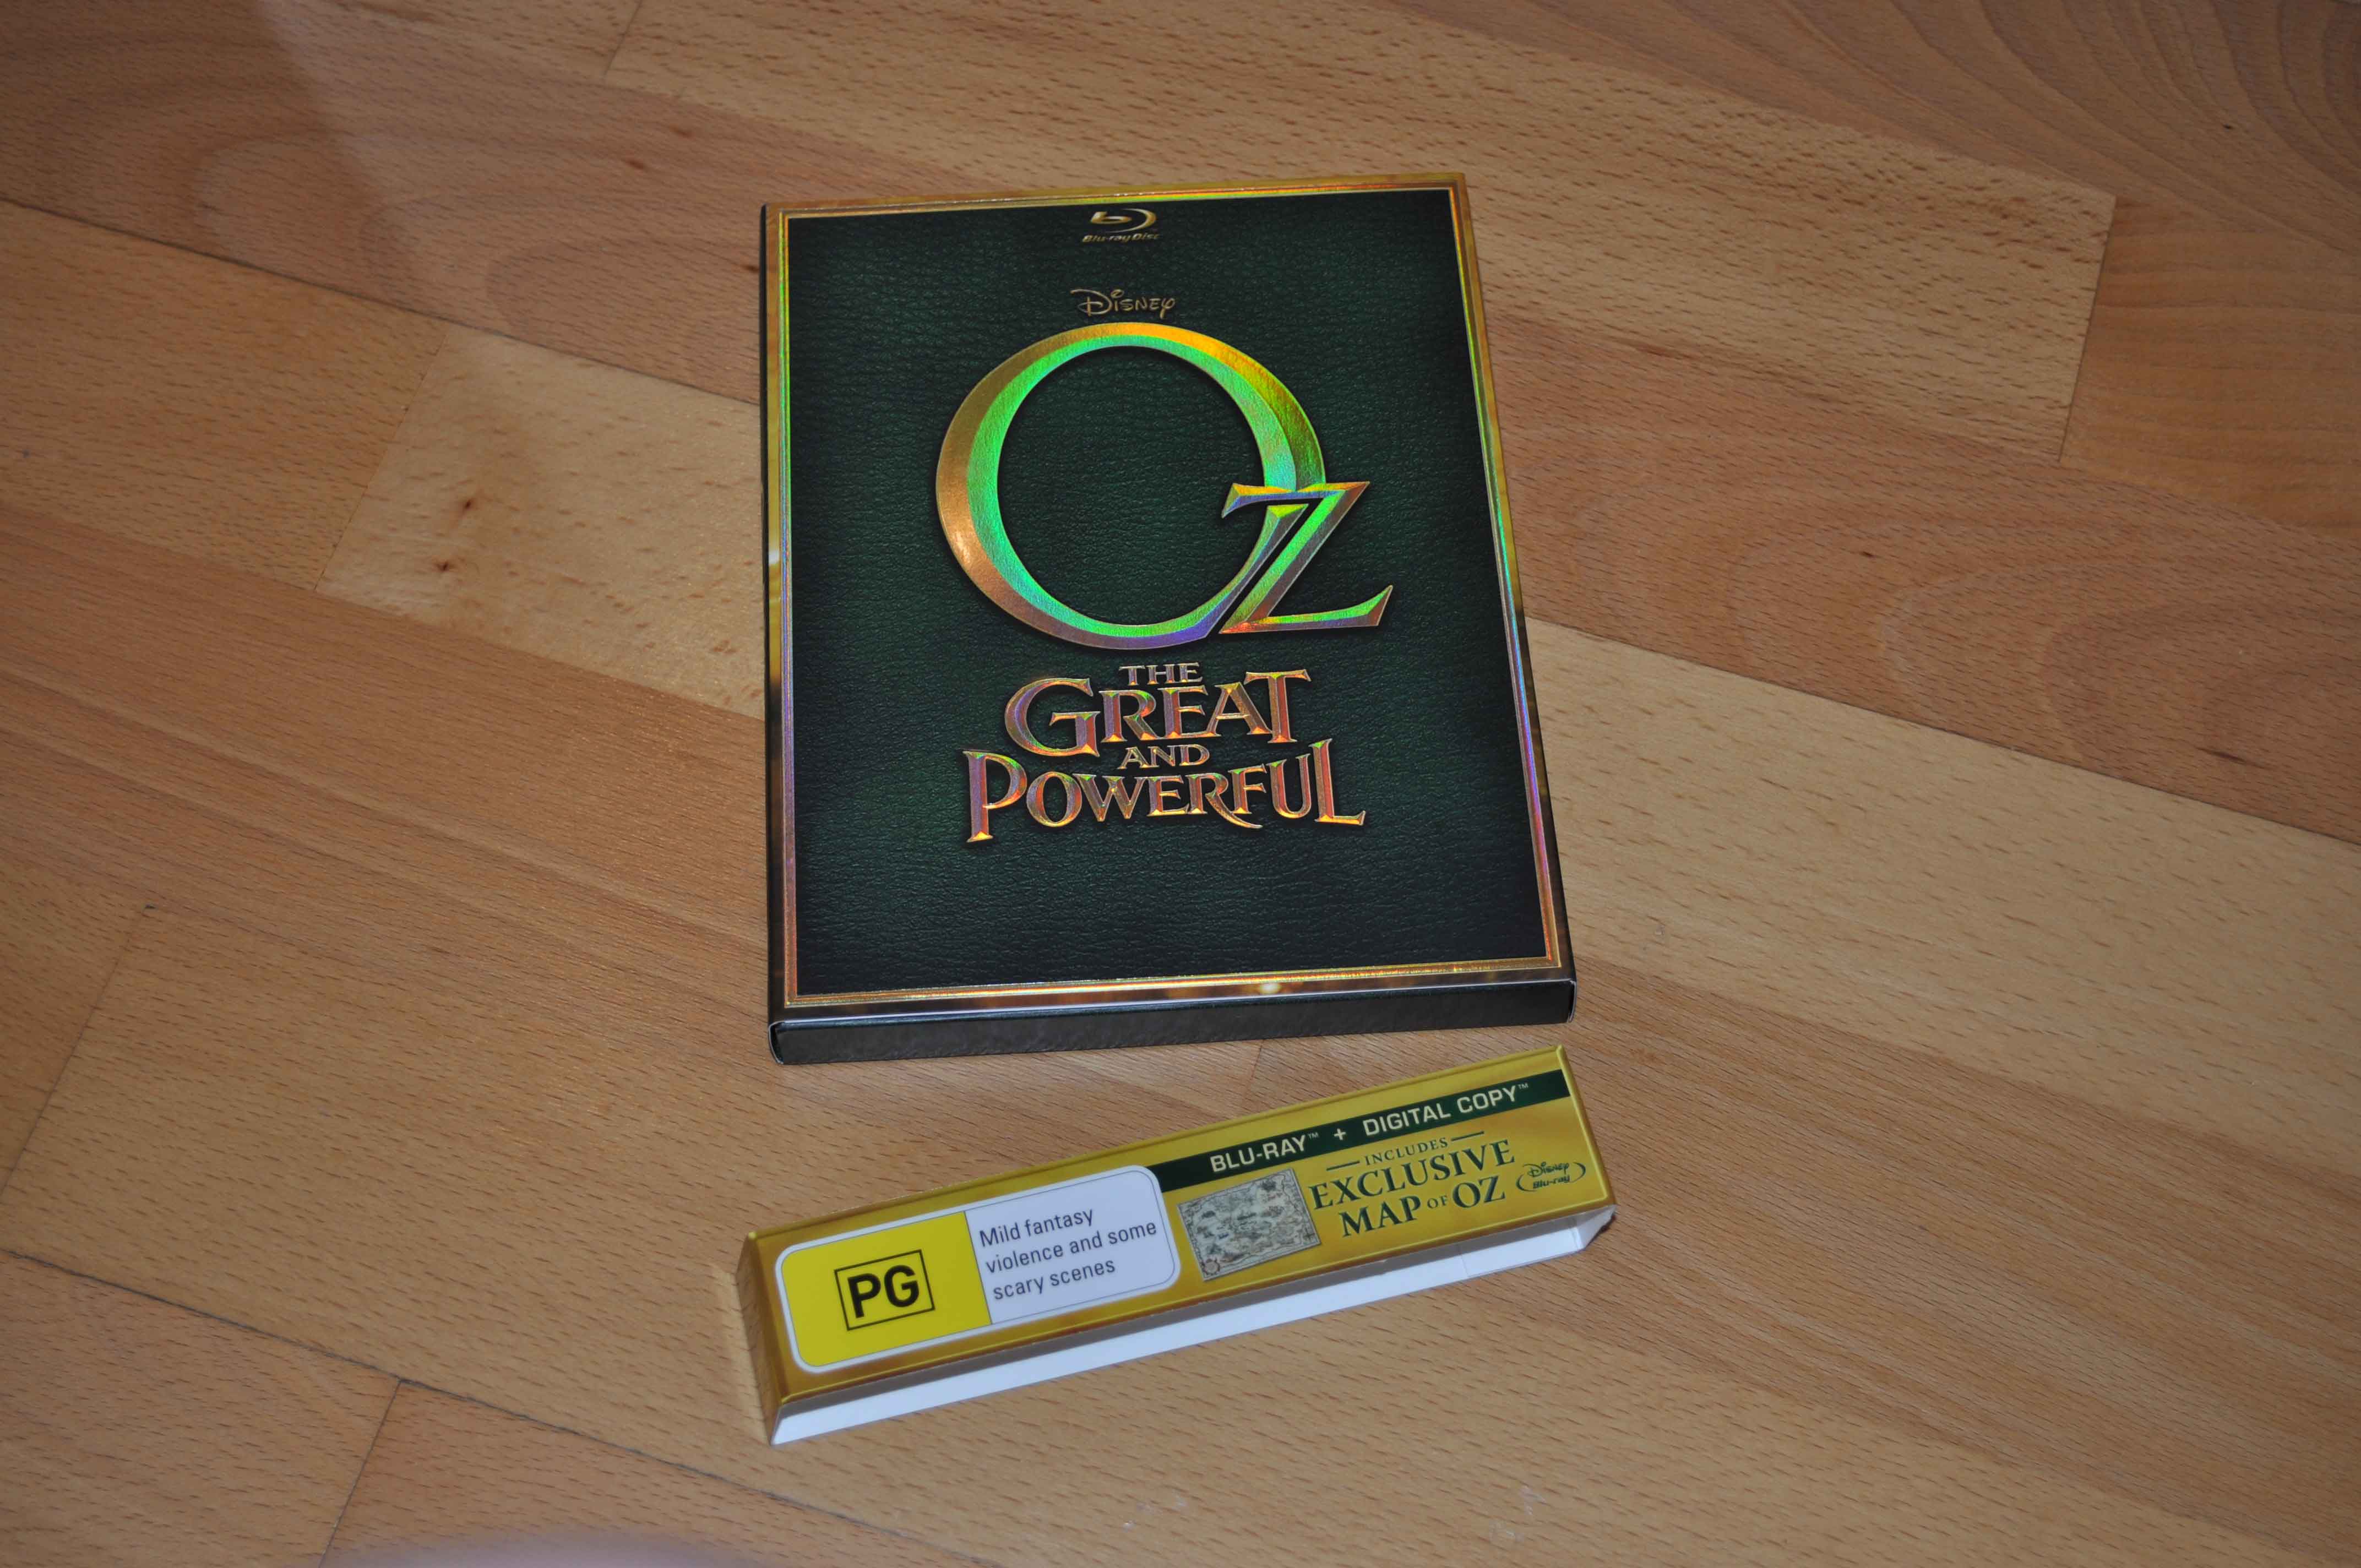 Blu-ray Disc
Disney
Oz
THE
GREAT
AND
POWERFUL
BLU-RAY™ + DIGITAL COPY™
INCLUDES
EXCLUSIVE
MAP OF OZ
Disney
Blu-ray
PG
Mild fantasy
violence and some
scary scenes